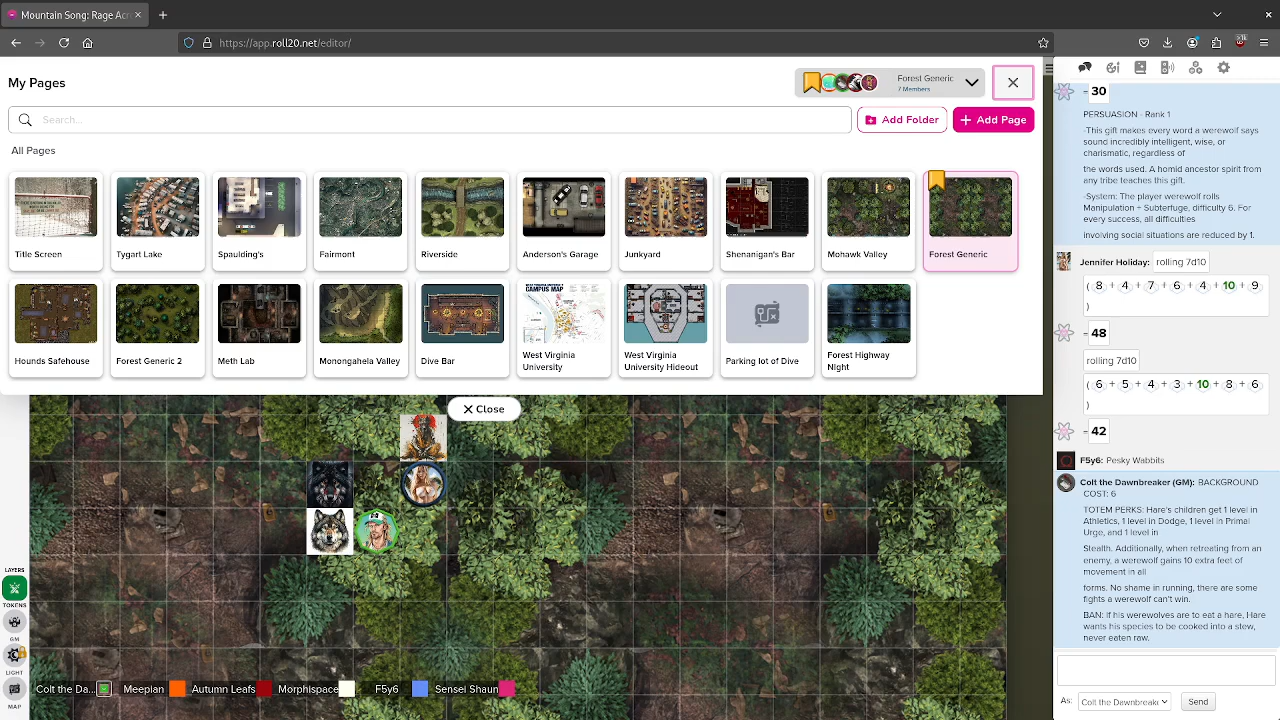 Mountain Song: Rage Acr
https://app.roll20.net/editor/
31k
My Pages
Forest Generic
7 Members
Search...
Add Folder
Add Page
All Pages
Title Screen
Tygart Lake
Spaulding's
Fairmont
Riverside
Anderson's Garage
Junkyard
Shenanigan's Bar
Mohawk Valley
Forest Generic
Hounds Safehouse
Forest Generic 2
Meth Lab
Monongahela Valley
Dive Bar
CAMPUS MAP
West Virginia
University
West Virginia
University Hideout
Parking lot of Dive
Forest Highway
Night
Close
LAYERS
TOKENS
GM
LIGHT
MAP
Colt the Da...
Meepian
Autumn Leafs
Morphispace
F5y6
Sensei Shaun
- 30
PERSUASION - Rank 1
-This gift makes every word a werewolf says
sound incredibly intelligent, wise, or
charismatic, regardless of
the words used. A homid ancestor spirit from
any tribe teaches this gift.
-System: The player werewolf rolls
Manipulation + Subterfuge, difficulty 6. For
every success, all difficulties
involving social situations are reduced by 1.
Jennifer Holiday: rolling 7d10
( 8 + 4 + 7 + 6 + 4 + 10 + 9
)
- 48
rolling 7d10
( 6 + 5 + 4 + 3 + 10 + 8 + 6
)
- 42
F5y6: Pesky Wabbits
Colt the Dawnbreaker (GM): BACKGROUND
COST: 6
TOTEM PERKS: Hare's children get 1 level in
Athletics, 1 level in Dodge, 1 level in Primal
Urge, and 1 level in
Stealth. Additionally, when retreating from an
enemy, a werewolf gains 10 extra feet of
movement in all
forms. No shame in running, there are some
fights a werewolf can't win.
BAN: If his werewolves are to eat a hare, Hare
wants his species to be cooked into a stew,
never eaten raw.
As: Colt the Dawnbreake
Send